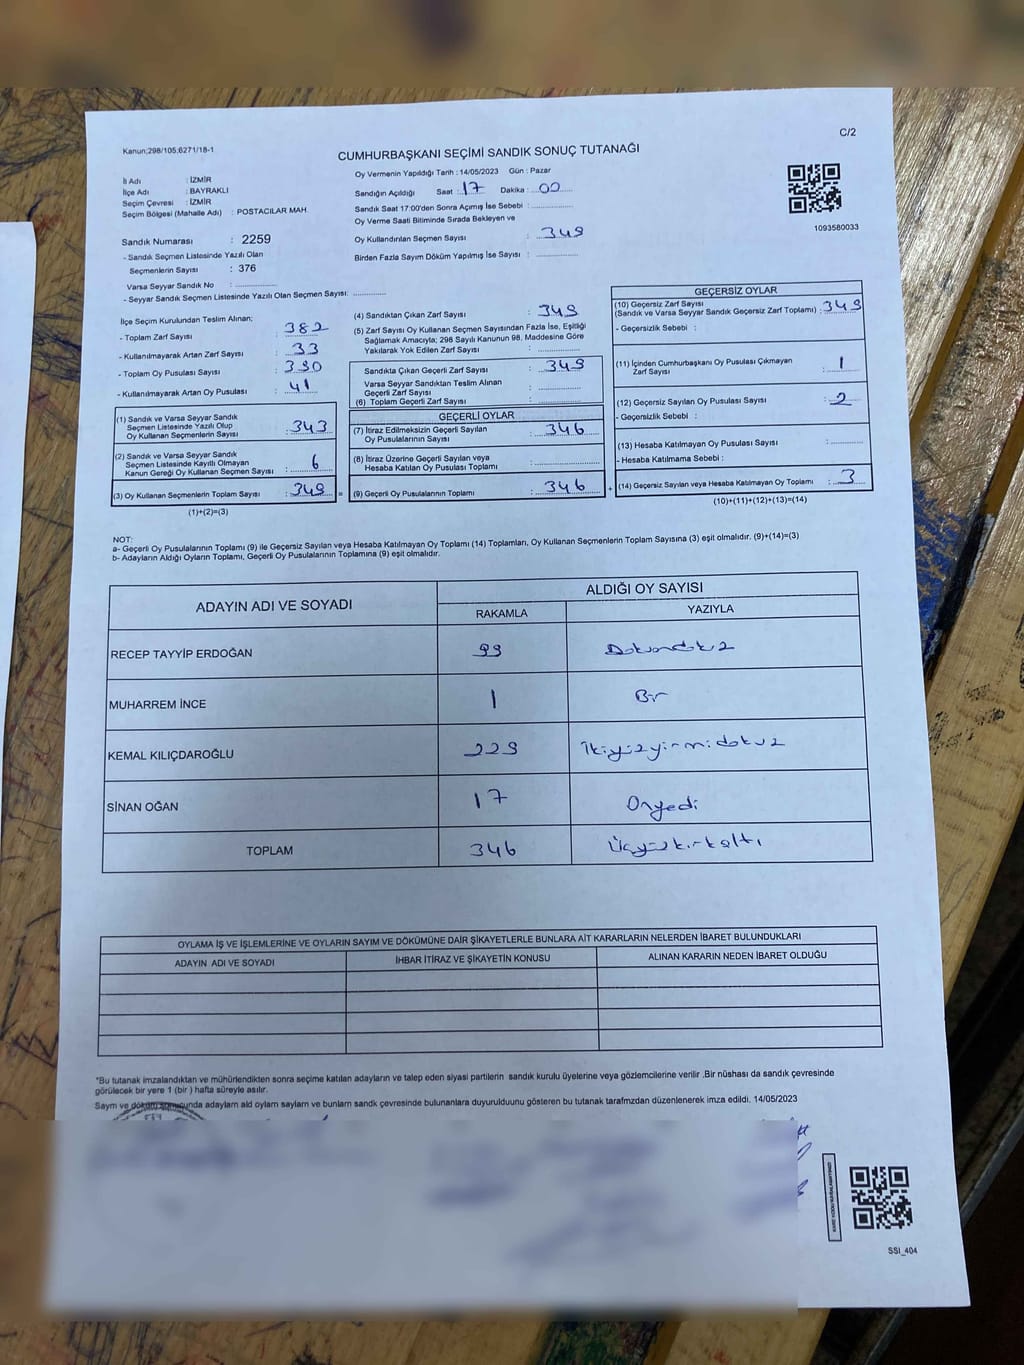 C/2
Kanun;298/105;6271/18-1
CUMHURBAŞKANI SEÇİMİ SANDIK SONUÇ TUTANAĞI
İl Adı : İZMİR
İlçe Adı : BAYRAKLI
Seçim Çevresi : İZMİR
Seçim Bölgesi (Mahalle Adı) : POSTACILAR MAH.
Oy Vermenin Yapıldığı Tarih : 14/05/2023 Gün : Pazar
Sandığın Açıldığı Saat : 17 Dakika : 00
Sandık Saat 17:00'den Sonra Açımış İse Sebebi :
Oy Verme Saati Bitiminde Sırada Bekleyen ve
Oy Kullandırılan Seçmen Sayısı : 349
Birden Fazla Sayım Döküm Yapılmış İse Sayısı :
1093580033
Sandık Numarası : 2259
- Sandık Seçmen Listesinde Yazılı Olan
Seçmenlerin Sayısı : 376
Varsa Seyyar Sandık No :
- Seyyar Sandık Seçmen Listesinde Yazılı Olan Seçmen Sayısı:
İlçe Seçim Kurulundan Teslim Alınan;
- Toplam Zarf Sayısı : 382
- Kullanılmayarak Artan Zarf Sayısı : 33
- Toplam Oy Pusulası Sayısı : 390
- Kullanılmayarak Artan Oy Pusulası : 41
(1) Sandık ve Varsa Seyyar Sandık
Seçmen Listesinde Yazılı Olup
Oy Kullanan Seçmenlerin Sayısı : 343
(2) Sandık ve Varsa Seyyar Sandık
Seçmen Listesinde Kayıtlı Olmayan
Kanun Gereği Oy Kullanan Seçmen Sayısı : 6
(3) Oy Kullanan Seçmenlerin Toplam Sayısı : 349 =
(1)+(2)=(3)
(4) Sandıktan Çıkan Zarf Sayısı : 349
(5) Zarf Sayısı Oy Kullanan Seçmen Sayısından Fazla İse, Eşitliği
Sağlamak Amacıyla; 298 Sayılı Kanunun 98. Maddesine Göre
Yakılarak Yok Edilen Zarf Sayısı :
Sandıkta Çıkan Geçerli Zarf Sayısı : 349
Varsa Seyyar Sandıktan Teslim Alınan
Geçerli Zarf Sayısı :
(6) Toplam Geçerli Zarf Sayısı :
GEÇERLİ OYLAR
(7) İtiraz Edilmeksizin Geçerli Sayılan
Oy Pusulalarının Sayısı : 346
(8) İtiraz Üzerine Geçerli Sayılan veya
Hesaba Katılan Oy Pusulası Toplamı :
(9) Geçerli Oy Pusulalarının Toplamı : 346 +
GEÇERSİZ OYLAR
(10) Geçersiz Zarf Sayısı
(Sandık ve Varsa Seyyar Sandık Geçersiz Zarf Toplamı) : 349
- Geçersizlik Sebebi :
(11) İçinden Cumhurbaşkanı Oy Pusulası Çıkmayan
Zarf Sayısı : 1
(12) Geçersiz Sayılan Oy Pusulası Sayısı : 2
- Geçersizlik Sebebi :
(13) Hesaba Katılmayan Oy Pusulası Sayısı :
- Hesaba Katılmama Sebebi :
(14) Geçersiz Sayılan veya Hesaba Katılmayan Oy Toplamı : 3
(10)+(11)+(12)+(13)=(14)
NOT:
a- Geçerli Oy Pusulalarının Toplamı (9) ile Geçersiz Sayılan veya Hesaba Katılmayan Oy Toplamı (14) Toplamları, Oy Kullanan Seçmenlerin Toplam Sayısına (3) eşit olmalıdır. (9)+(14)=(3)
b- Adayların Aldığı Oyların Toplamı, Geçerli Oy Pusulalarının Toplamına (9) eşit olmalıdır.
ADAYIN ADI VE SOYADI ALDIĞI OY SAYISI
RAKAMLA YAZIYLA
RECEP TAYYİP ERDOĞAN 99 Doksandokuz
MUHARREM İNCE 1 Bir
KEMAL KILIÇDAROĞLU 229 İkiyüzyirmidokuz
SİNAN OĞAN 17 Onyedi
TOPLAM 346 Üçyüzkırkaltı
OYLAMA İŞ VE İŞLEMLERİNE VE OYLARIN SAYIM VE DÖKÜMÜNE DAİR ŞİKAYETLERLE BUNLARA AİT KARARLARIN NELERDEN İBARET BULUNDUKLARI
ADAYIN ADI VE SOYADI İHBAR İTİRAZ VE ŞİKAYETİN KONUSU ALINAN KARARIN NEDEN İBARET OLDUĞU
*Bu tutanak imzalandıktan ve mühürlendikten sonra seçime katılan adayların ve talep eden siyasi partilerin sandık kurulu üyelerine veya gözlemcilerine verilir .Bir nüshası da sandık çevresinde
görülecek bir yere 1 (bir ) hafta süreyle asılır.
Sayım ve döküm sonucunda adayların aldı oyların sayları ve bunların sandk çevresinde bulunanlara duyurulduunu gösteren bu tutanak tarafmzdan düzenlenerek imza edildi. 14/05/2023
SSI_404